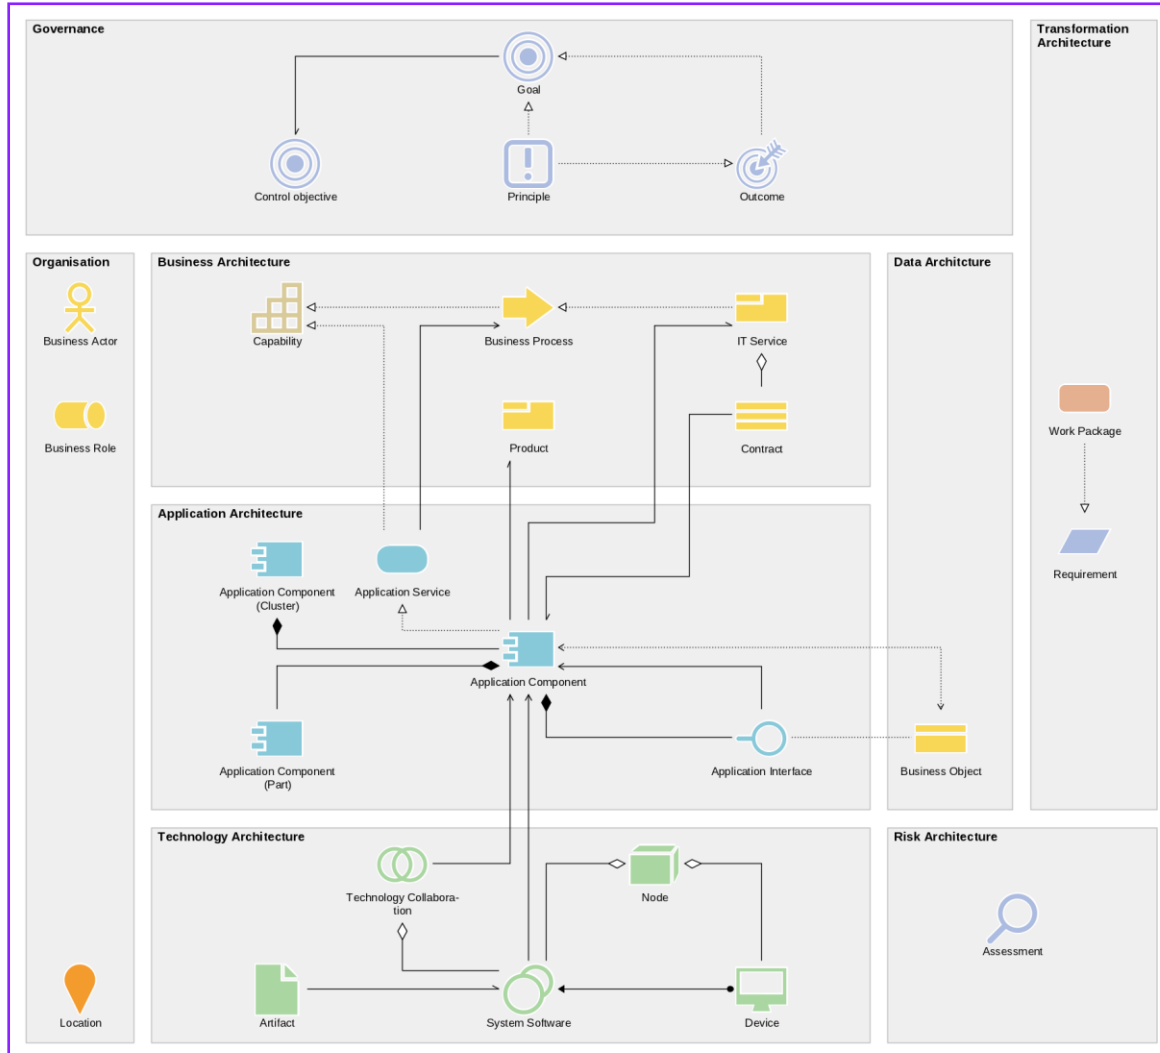 Governance
Goal
Control objective
Principle
Outcome
Transformation
Architecture
Work Package
Requirement
Organisation
Business Actor
Business Role
Location
Business Architecture
Capability
Business Process
IT Service
Product
Contract
Data Architcture
Business Object
Application Architecture
Application Component
(Cluster)
Application Service
Application Component
Application Component
(Part)
Application Interface
Technology Architecture
Technology Collabora-
tion
Node
Artifact
System Software
Device
Risk Architecture
Assessment